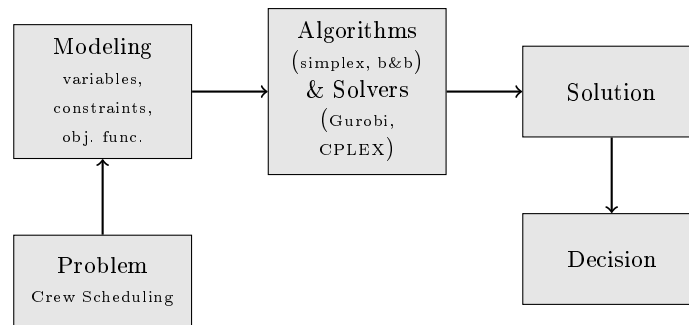 Modeling
variables,
constraints,
obj. func.
Algorithms
(simplex, b&b)
& Solvers
(Gurobi,
CPLEX)
Solution
Problem
Crew Scheduling
Decision